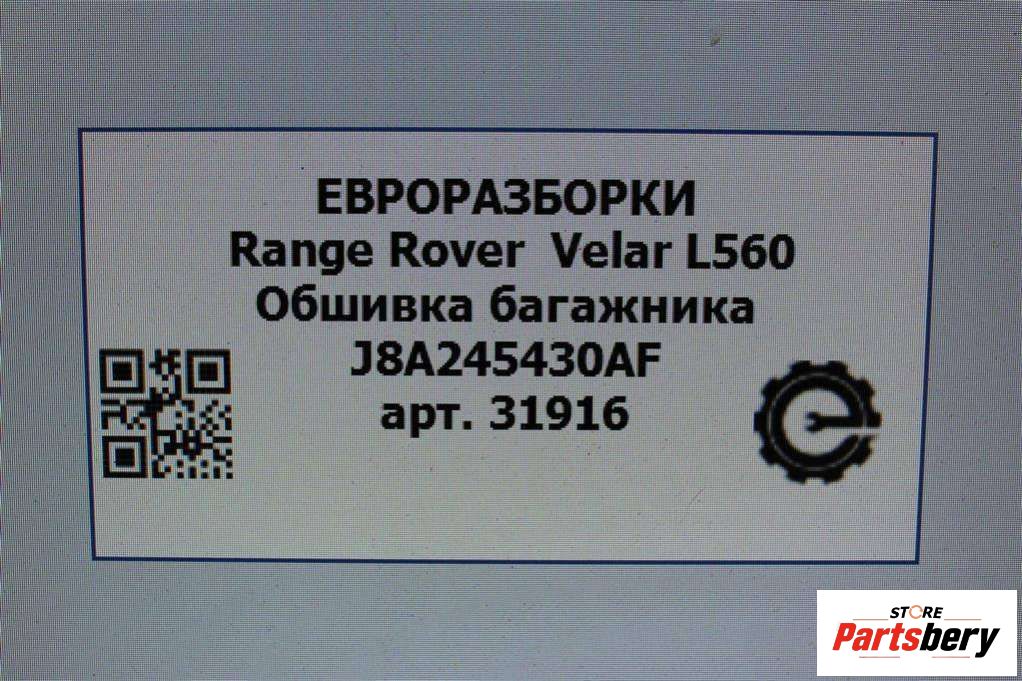 ЕВРОРАЗБОРКИ
Range Rover Velar L560
Обшивка багажника
J8A245430AF
арт. 31916
STORE
Partsbery